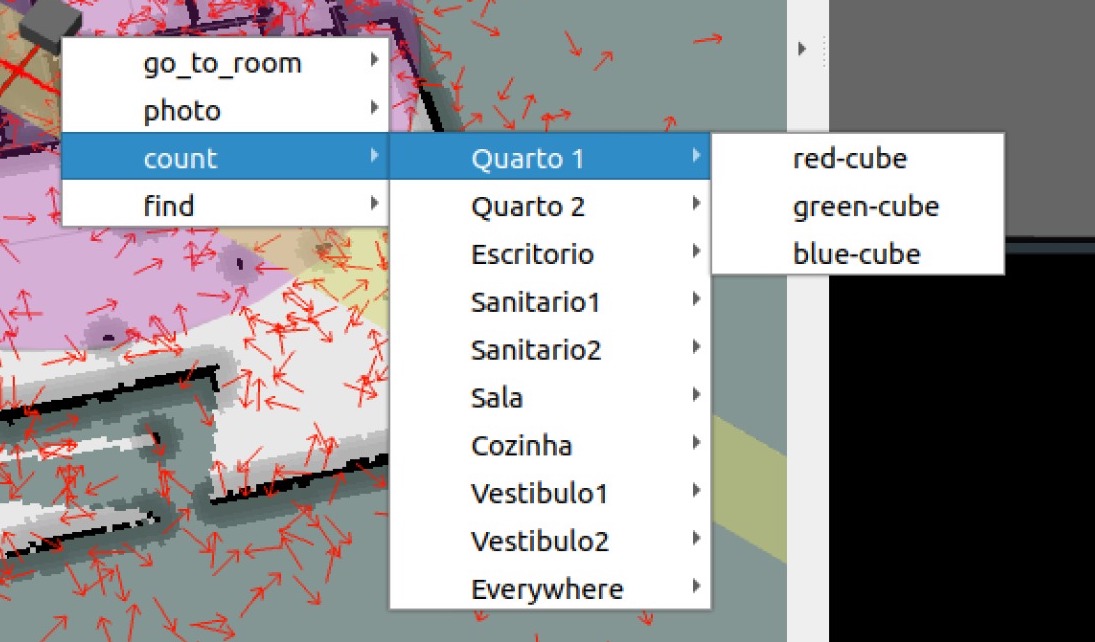 go_to_room
photo
count
find
Quarto 1
Quarto 2
Escritorio
Sanitario1
Sanitario2
Sala
Cozinha
Vestibulo1
Vestibulo2
Everywhere
red-cube
green-cube
blue-cube